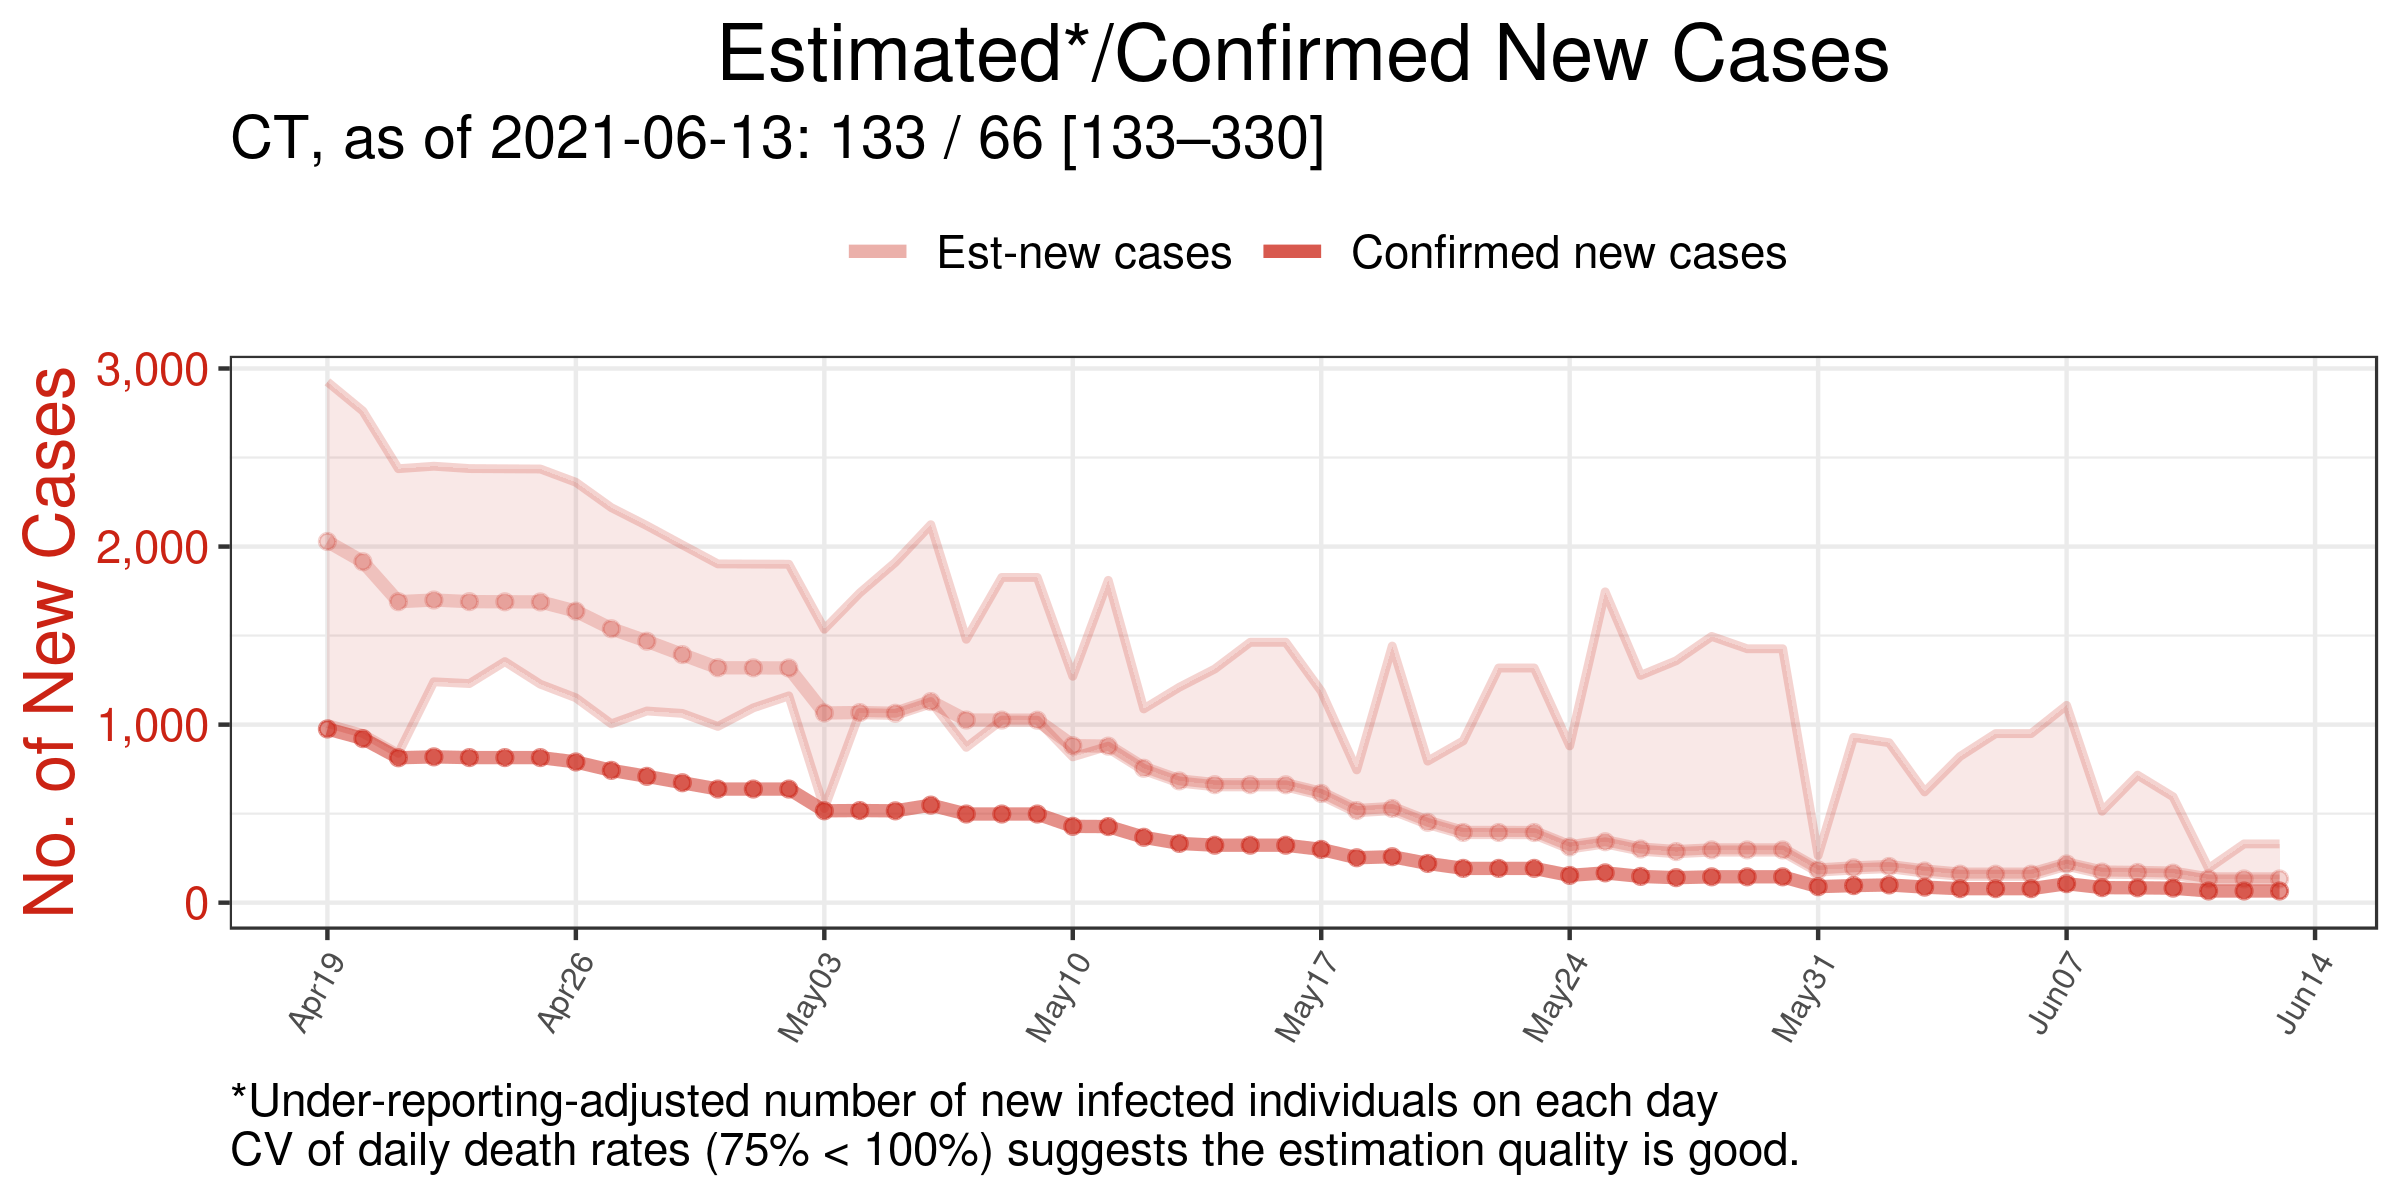 Estimated*/Confirmed New Cases
CT, as of 2021-06-13: 133 / 66 [133–330]
Est-new cases Confirmed new cases
No. of New Cases
3,000
2,000
1,000
0
Apr19 Apr26 May03 May10 May17 May24 May31 Jun07 Jun14
*Under-reporting-adjusted number of new infected individuals on each day
CV of daily death rates (75% < 100%) suggests the estimation quality is good.